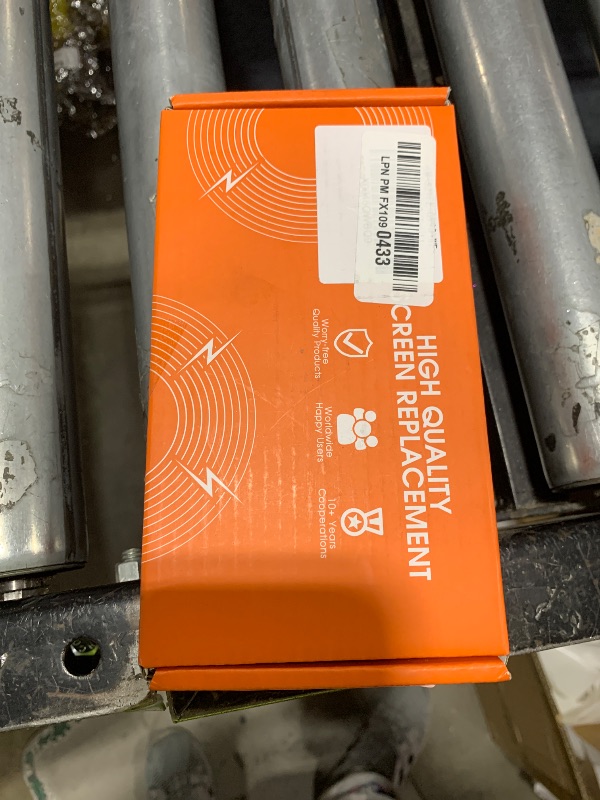 LPN PM FX109 0433
HIGH QUALITY
CREEN REPLACEMENT
Worry-free
Quality Products
Worldwide
Happy Users
10+ Years
Cooperations